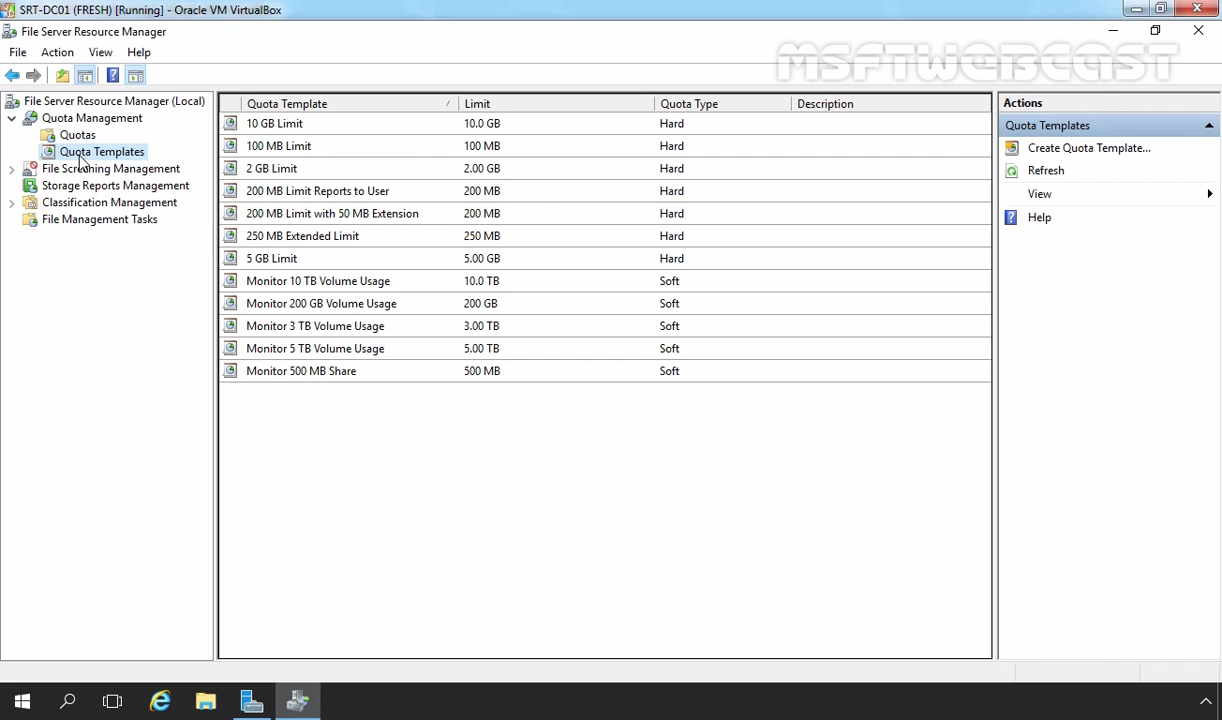 SRT-DC01 (FRESH) [Running] - Oracle VM VirtualBox
File Server Resource Manager
File Action View Help
MSFTWEBCAST
File Server Resource Manager (Local)
Quota Management
Quotas
Quota Templates
File Screening Management
Storage Reports Management
Classification Management
File Management Tasks
Quota Template Limit Quota Type Description
10 GB Limit 10.0 GB Hard
100 MB Limit 100 MB Hard
2 GB Limit 2.00 GB Hard
200 MB Limit Reports to User 200 MB Hard
200 MB Limit with 50 MB Extension 200 MB Hard
250 MB Extended Limit 250 MB Hard
5 GB Limit 5.00 GB Hard
Monitor 10 TB Volume Usage 10.0 TB Soft
Monitor 200 GB Volume Usage 200 GB Soft
Monitor 3 TB Volume Usage 3.00 TB Soft
Monitor 5 TB Volume Usage 5.00 TB Soft
Monitor 500 MB Share 500 MB Soft
Actions
Quota Templates
Create Quota Template...
Refresh
View
Help